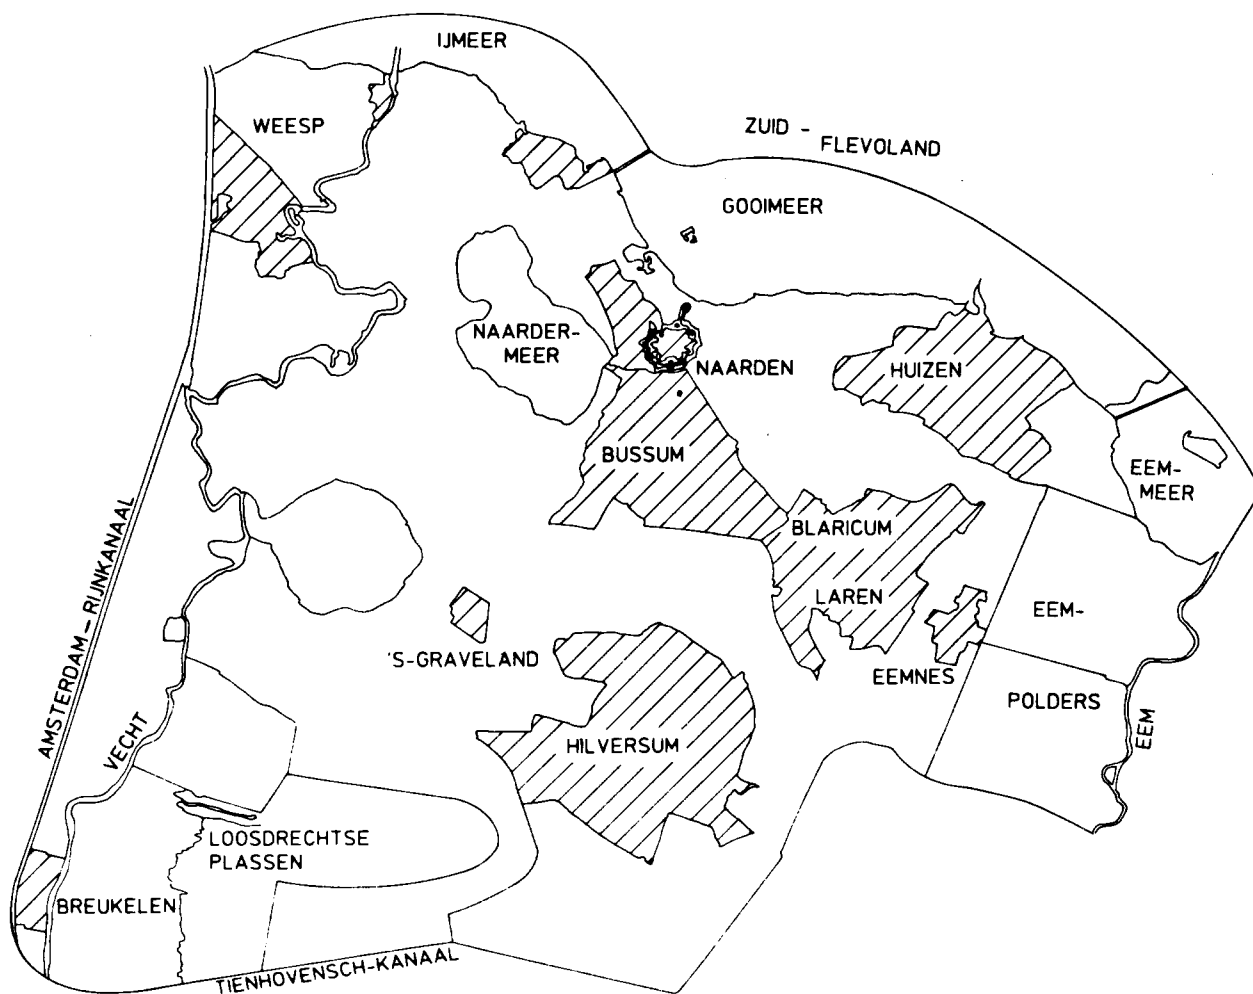 IJMEER
WEESP
ZUID -
FLEVOLAND
GOOIMEER
NAARDER-
MEER
NAARDEN
HUIZEN
BUSSUM
EEM-
MEER
BLARICUM
LAREN
EEM-
'S-GRAVELAND
EEMNES
POLDERS
AMSTERDAM - RIJNKANAAL
VECHT
HILVERSUM
EEM
LOOSDRECHTSE
PLASSEN
BREUKELEN
TIENHOVENSCH-KANAAL